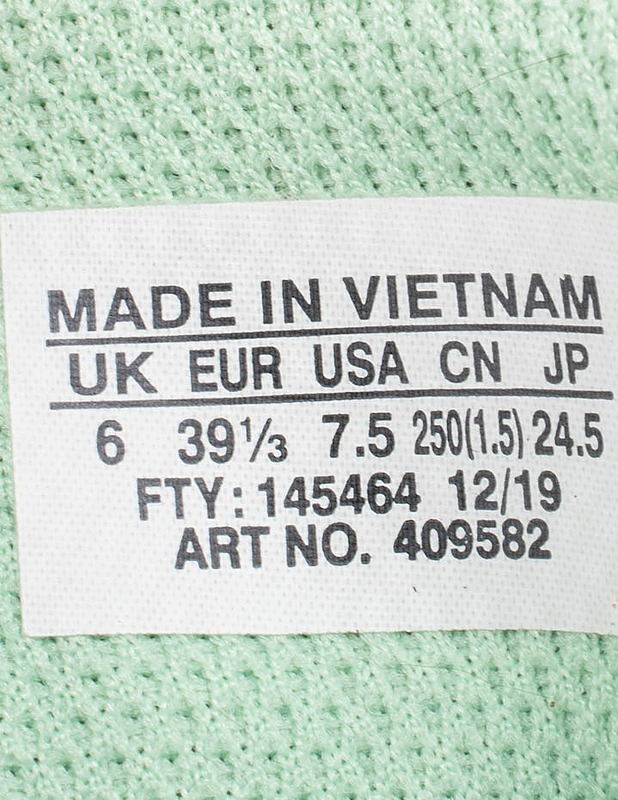 MADE IN VIETNAM
UK EUR USA CN JP
6 39⅓ 7.5 250(1.5) 24.5
FTY: 145464 12/19
ART NO. 409582